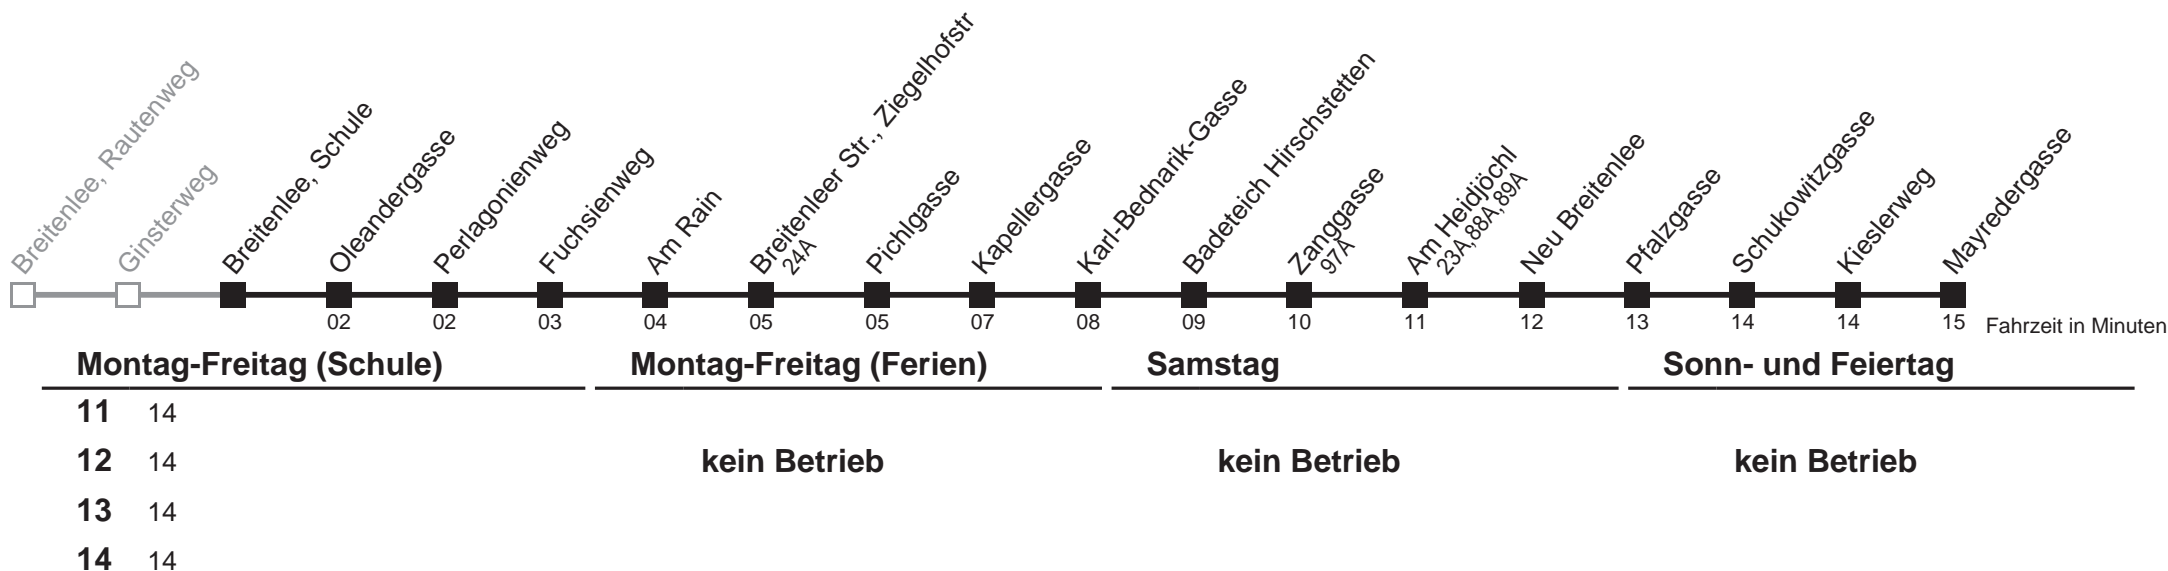 Breitenlee, Rautenweg
Ginsterweg
Breitenlee, Schule
Oleandergasse
Perlagonienweg
Fuchsienweg
Am Rain
Breitenleer Str., Ziegelhofstr
24A
Pichlgasse
Kapellergasse
Karl-Bednarik-Gasse
Badeteich Hirschstetten
Zanggasse
97A
Am Heidjöchl
23A,88A,89A
Neu Breitenlee
Pfalzgasse
Schukowitzgasse
Kieslerweg
Mayredergasse
02 02 03 04 05 05 07 08 09 10 11 12 13 14 14 15 Fahrzeit in Minuten
Montag-Freitag (Schule) Montag-Freitag (Ferien) Samstag Sonn- und Feiertag
11 14
12 14 kein Betrieb kein Betrieb kein Betrieb
13 14
14 14